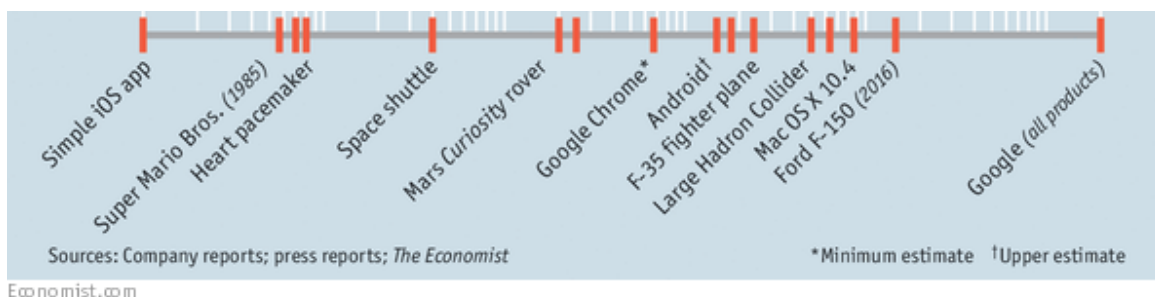 Simple iOS app
Super Mario Bros. (1985)
Heart pacemaker
Space shuttle
Mars Curiosity rover
Google Chrome*
Android†
F-35 fighter plane
Large Hadron Collider
Mac OS X 10.4
Ford F-150 (2016)
Google (all products)
Sources: Company reports; press reports; The Economist
*Minimum estimate †Upper estimate
Economist.com